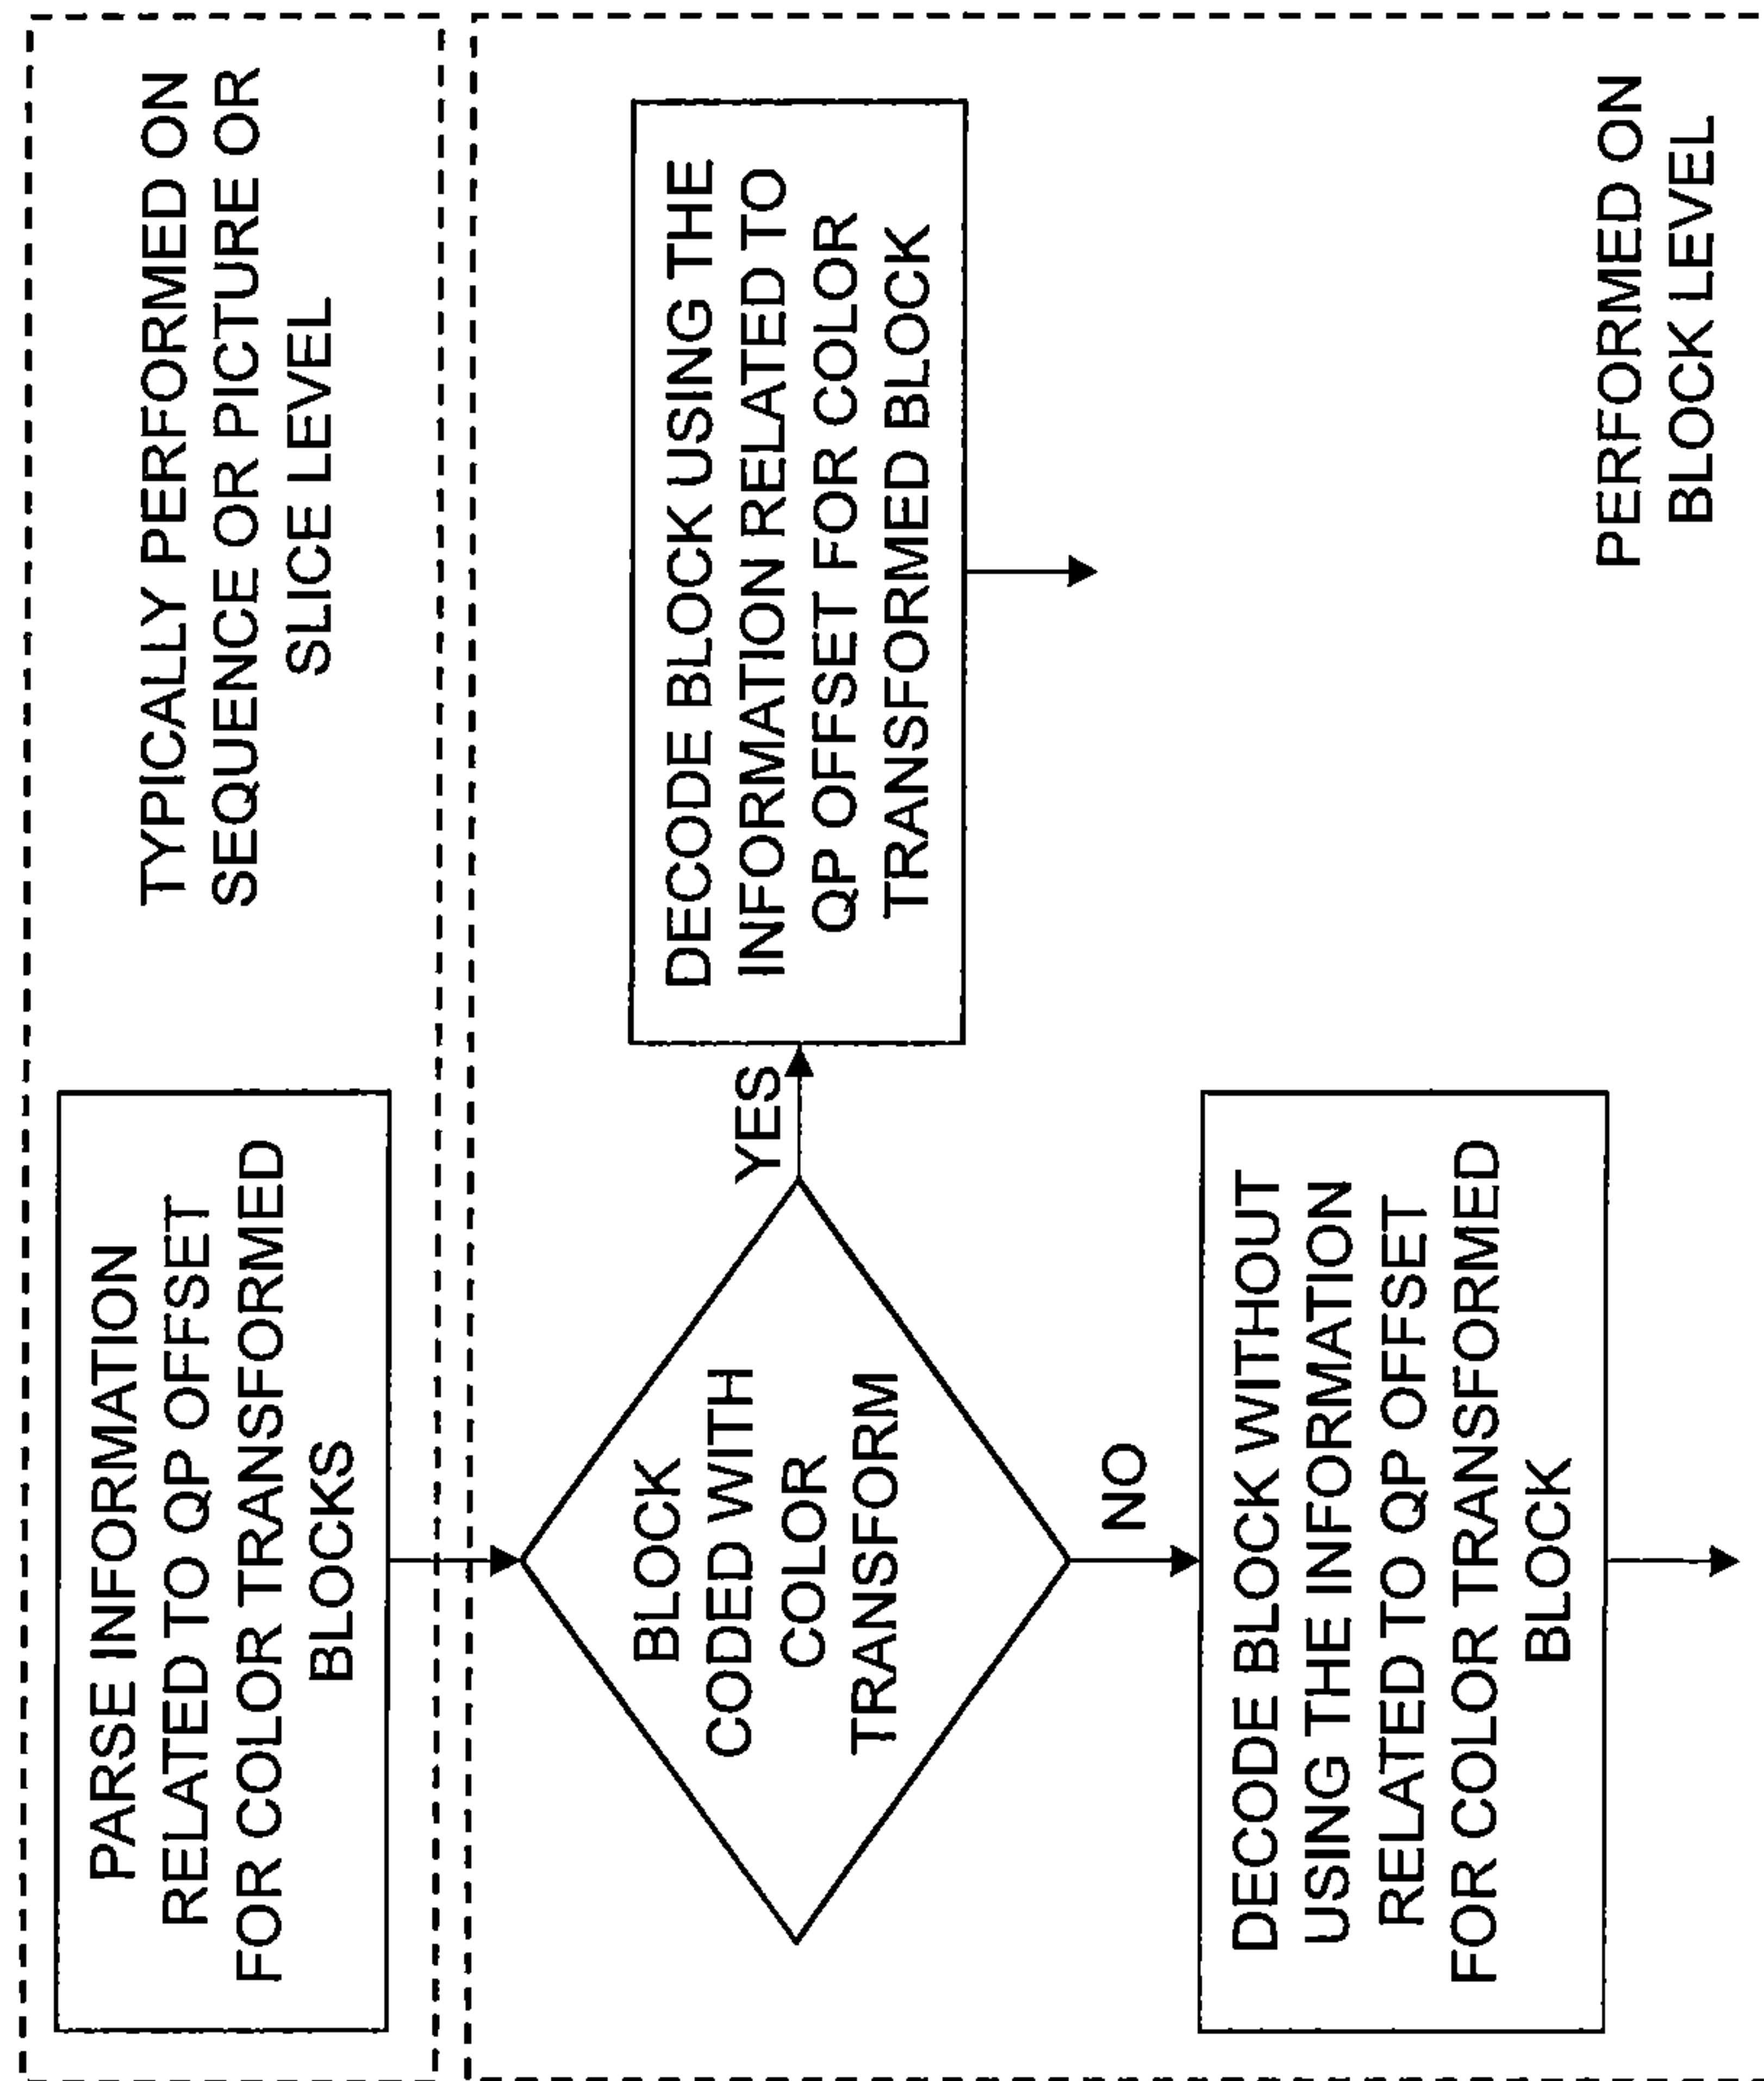 PARSE INFORMATION
RELATED TO QP OFFSET
FOR COLOR TRANSFORMED
BLOCKS
TYPICALLY PERFORMED ON
SEQUENCE OR PICTURE OR
SLICE LEVEL
BLOCK
CODED WITH
COLOR
TRANSFORM
YES
DECODE BLOCK USING THE
INFORMATION RELATED TO
QP OFFSET FOR COLOR
TRANSFORMED BLOCK
NO
DECODE BLOCK WITHOUT
USING THE INFORMATION
RELATED TO QP OFFSET
FOR COLOR TRANSFORMED
BLOCK
PERFORMED ON
BLOCK LEVEL